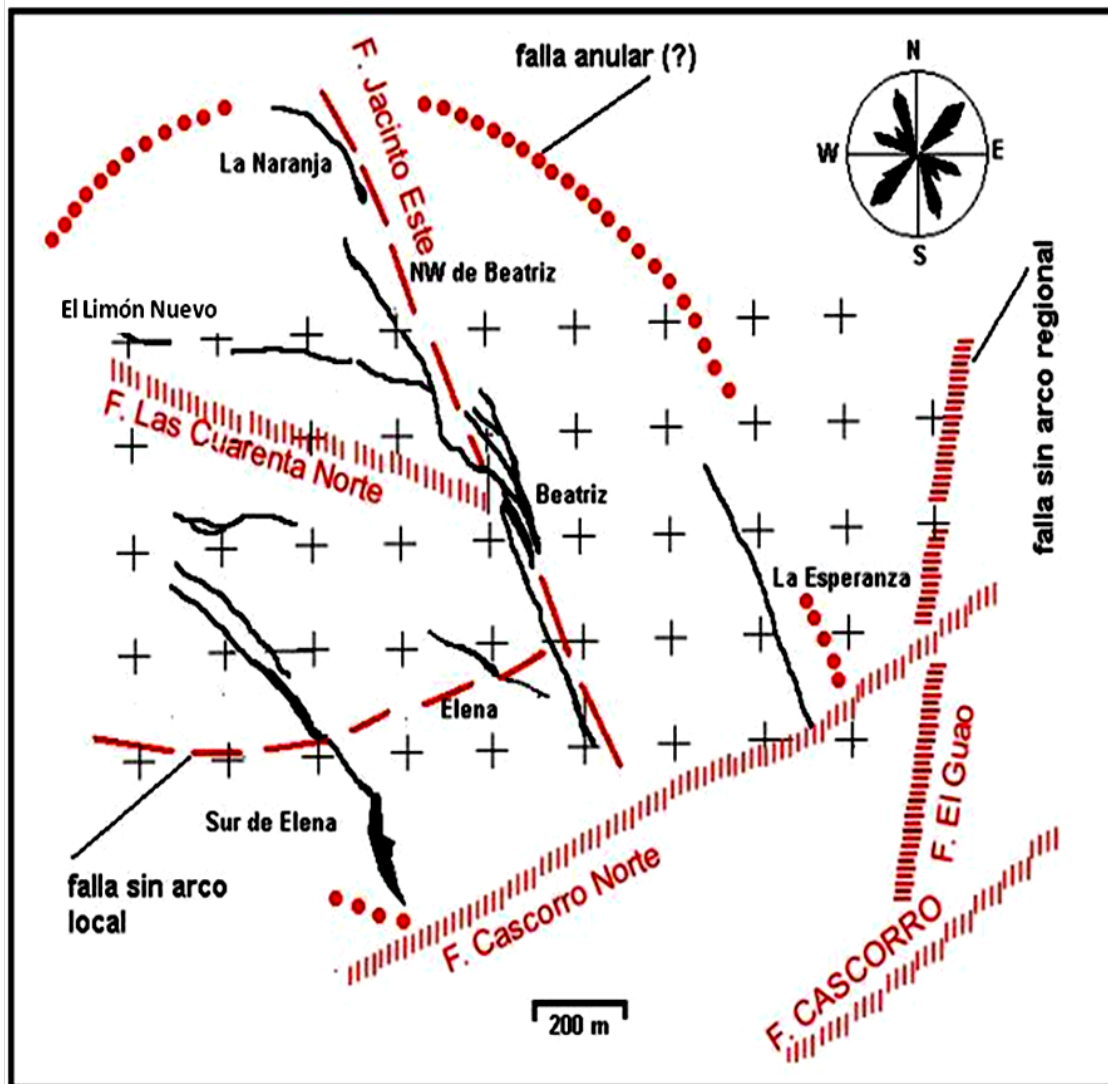 F. Jacinto Este
falla anular (?)
N
W
E
S
La Naranja
NW de Beatriz
El Limón Nuevo
F. Las Cuarenta Norte
falla sin arco regional
Beatriz
La Esperanza
Elena
Sur de Elena
falla sin arco
local
F. Cascorro Norte
F. El Guao
F. CASCORRO
200 m